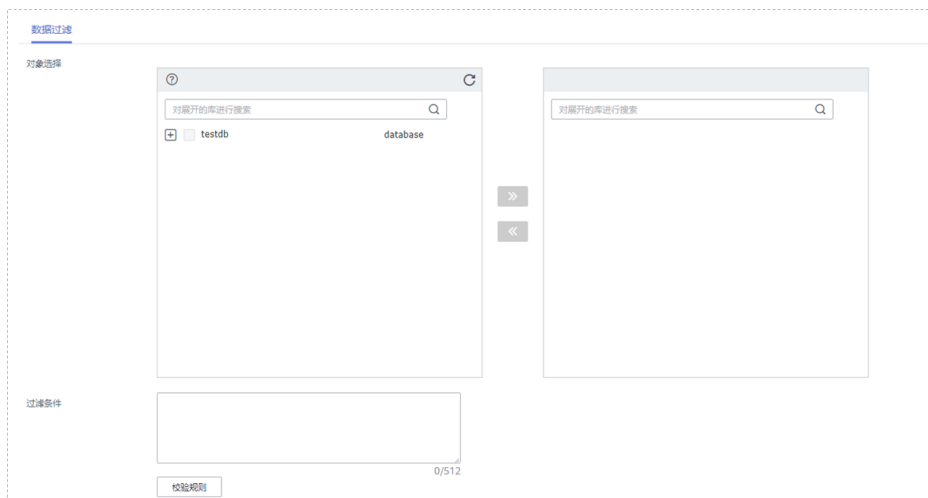 数据过滤
对象选择
对展开的库进行搜索
对展开的库进行搜索
testdb database
过滤条件
0/512
校验规则